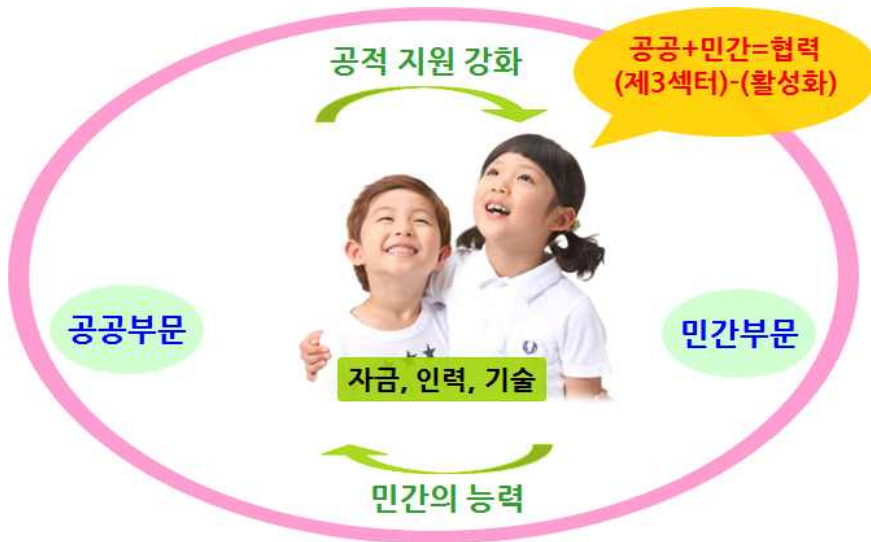 공적 지원 강화
공공+민간=협력
(제3섹터)-(활성화)
공공부문
민간부문
자금, 인력, 기술
민간의 능력